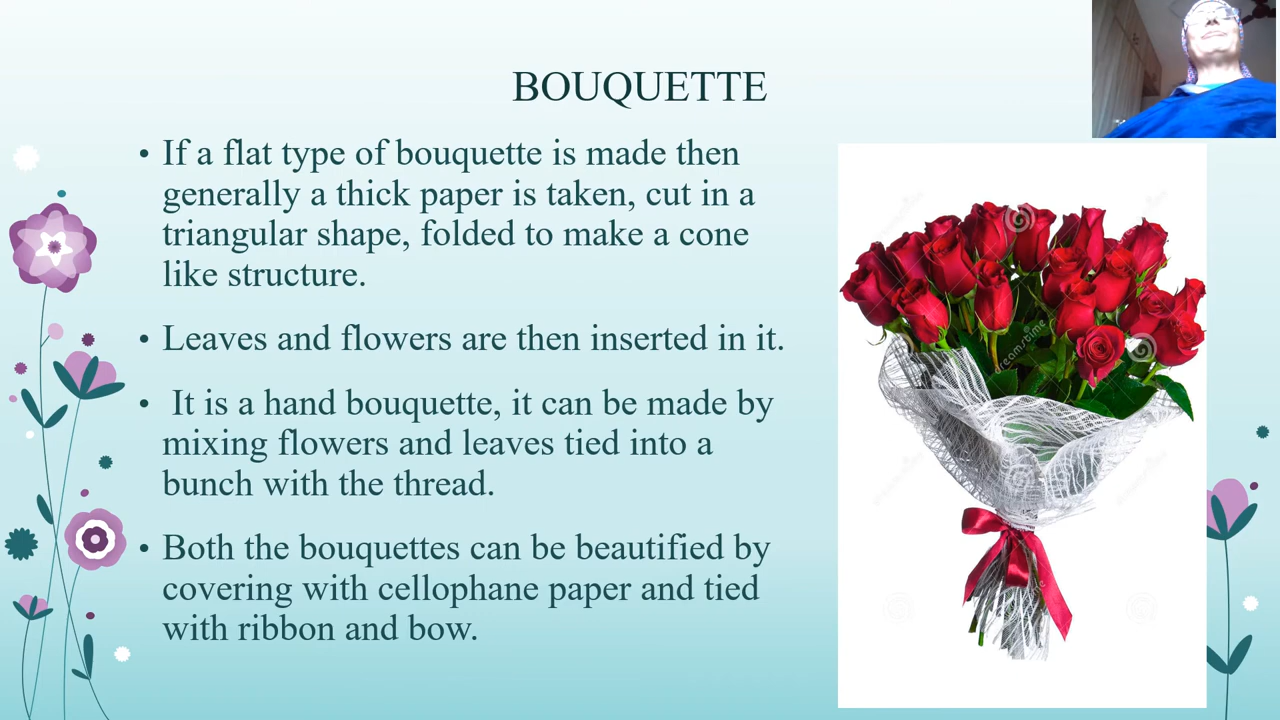 BOUQUETTE
• If a flat type of bouquette is made then
generally a thick paper is taken, cut in a
triangular shape, folded to make a cone
like structure.
• Leaves and flowers are then inserted in it.
• It is a hand bouquette, it can be made by
mixing flowers and leaves tied into a
bunch with the thread.
• Both the bouquettes can be beautified by
covering with cellophane paper and tied
with ribbon and bow.
dreamstime